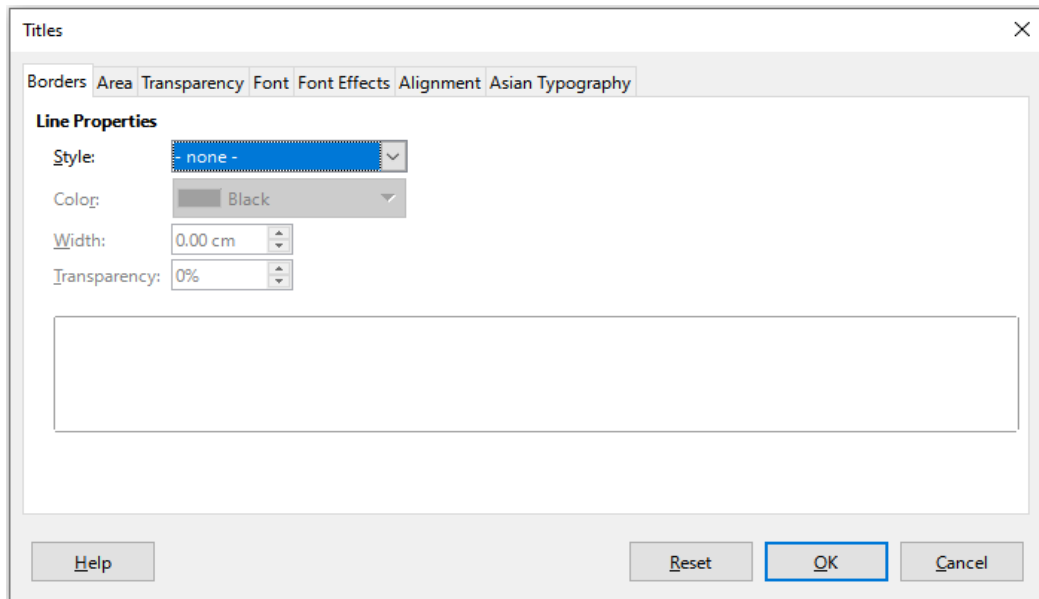 Titles
Borders Area Transparency Font Font Effects Alignment Asian Typography
Line Properties
Style: - none -
Color: Black
Width: 0.00 cm
Transparency: 0%
Help Reset OK Cancel